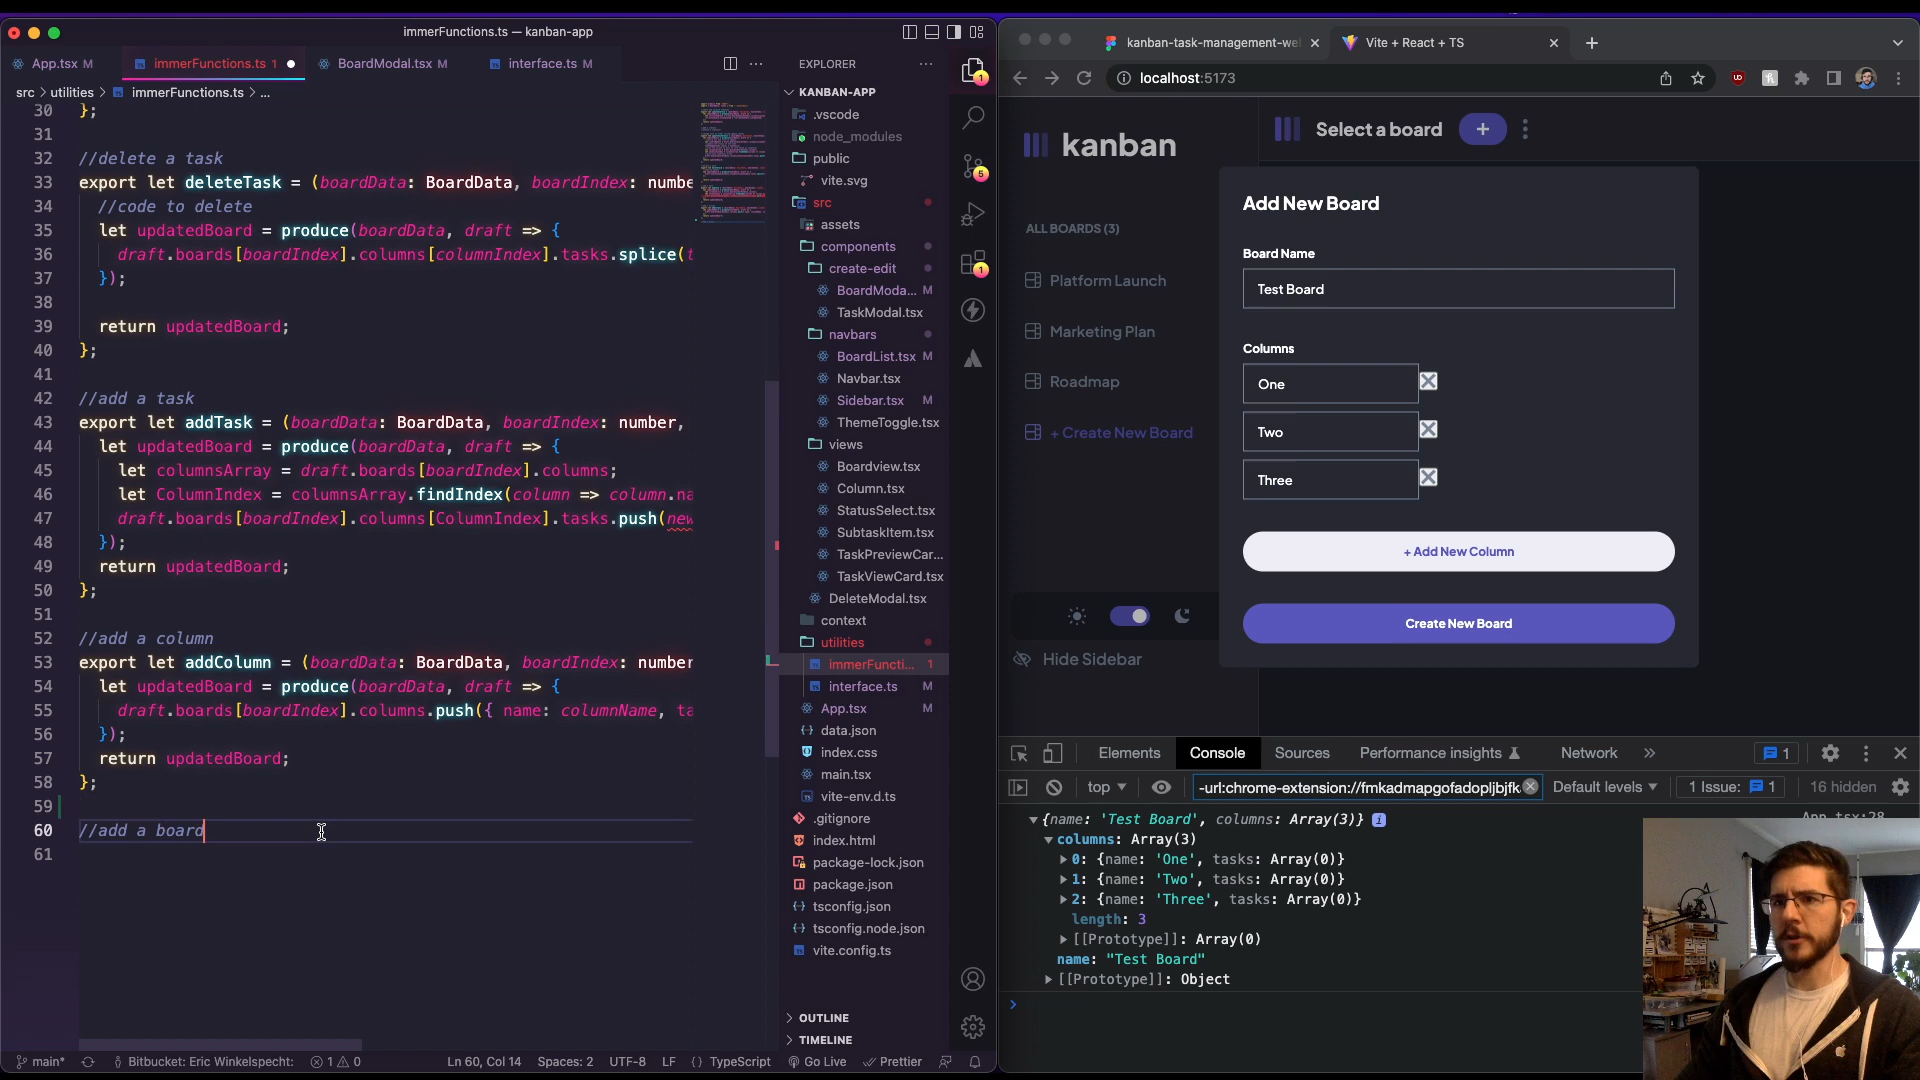 immerFunctions.ts — kanban-app
App.tsx M
immerFunctions.ts 1
BoardModal.tsx M
interface.ts M
src > utilities > immerFunctions.ts > ...
30 };
31
32 //delete a task
33 export let deleteTask = (boardData: BoardData, boardIndex: numbe
34 //code to delete
35 let updatedBoard = produce(boardData, draft => {
36 draft.boards[boardIndex].columns[columnIndex].tasks.splice(t
37 });
38
39 return updatedBoard;
40 };
41
42 //add a task
43 export let addTask = (boardData: BoardData, boardIndex: number,
44 let updatedBoard = produce(boardData, draft => {
45 let columnsArray = draft.boards[boardIndex].columns;
46 let ColumnIndex = columnsArray.findIndex(column => column.na
47 draft.boards[boardIndex].columns[ColumnIndex].tasks.push(new
48 });
49 return updatedBoard;
50 };
51
52 //add a column
53 export let addColumn = (boardData: BoardData, boardIndex: number
54 let updatedBoard = produce(boardData, draft => {
55 draft.boards[boardIndex].columns.push({ name: columnName, ta
56 });
57 return updatedBoard;
58 };
59
60 //add a board
61
main*
Bitbucket: Eric Winkelspecht:
1 0
Ln 60, Col 14
Spaces: 2
UTF-8
LF
{} TypeScript
Go Live
Prettier
EXPLORER
KANBAN-APP
.vscode
node_modules
public
vite.svg
src
assets
components
create-edit
BoardModa... M
TaskModal.tsx
navbars
BoardList.tsx M
Navbar.tsx
Sidebar.tsx M
ThemeToggle.tsx
views
Boardview.tsx
Column.tsx
StatusSelect.tsx
SubtaskItem.tsx
TaskPreviewCar...
TaskViewCard.tsx
DeleteModal.tsx
context
utilities
immerFuncti... 1
interface.ts M
App.tsx M
data.json
index.css
main.tsx
vite-env.d.ts
.gitignore
index.html
package-lock.json
package.json
tsconfig.json
tsconfig.node.json
vite.config.ts
OUTLINE
TIMELINE
1
5
1
kanban-task-management-we
Vite + React + TS
localhost:5173
kanban
ALL BOARDS (3)
Platform Launch
Marketing Plan
Roadmap
+ Create New Board
Hide Sidebar
Select a board
+
Add New Board
Board Name
Test Board
Columns
One
Two
Three
+ Add New Column
Create New Board
Elements
Console
Sources
Performance insights
Network
»
1
top
-url:chrome-extension://fmkadmapgofadopljbjfk
Default levels
1 Issue: 1
16 hidden
App.tsx:28
{name: 'Test Board', columns: Array(3)}
columns: Array(3)
0: {name: 'One', tasks: Array(0)}
1: {name: 'Two', tasks: Array(0)}
2: {name: 'Three', tasks: Array(0)}
length: 3
[[Prototype]]: Array(0)
name: "Test Board"
[[Prototype]]: Object